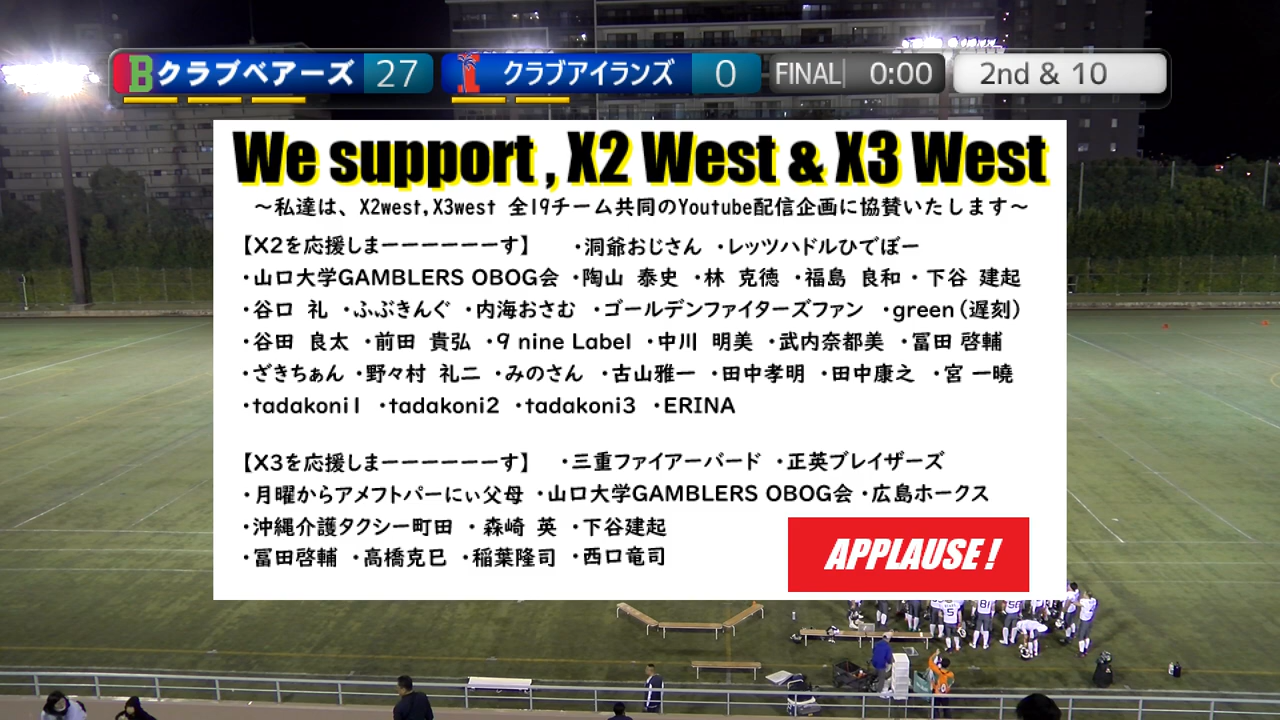 B クラブベアーズ 27 I クラブアイランズ 0 FINAL 0:00 2nd & 10
We support , X2 West & X3 West
～私達は、X2west,X3west 全19チーム共同のYoutube配信企画に協賛いたします～
【X2を応援しまーーーーーーす】 ・洞爺おじさん ・レッツハドルひでぼー
・山口大学GAMBLERS OBOG会 ・陶山 泰史 ・林 克徳 ・福島 良和 ・下谷 建起
・谷口 礼 ・ふぶきんぐ ・内海おさむ ・ゴールデンファイターズファン ・green（遅刻）
・谷田 良太 ・前田 貴弘 ・9 nine Label ・中川 明美 ・武内奈都美 ・冨田 啓輔
・ざきちぁん ・野々村 礼二 ・みのさん ・古山雅一 ・田中孝明 ・田中康之 ・宮 一曉
・tadakoni1 ・tadakoni2 ・tadakoni3 ・ERINA
【X3を応援しまーーーーーーす】 ・三重ファイアーバード ・正英ブレイザーズ
・月曜からアメフトパーにぃ父母 ・山口大学GAMBLERS OBOG会 ・広島ホークス
・沖縄介護タクシー町田 ・森崎 英 ・下谷建起
・冨田啓輔 ・高橋克巳 ・稲葉隆司 ・西口竜司
APPLAUSE!
5 81 56